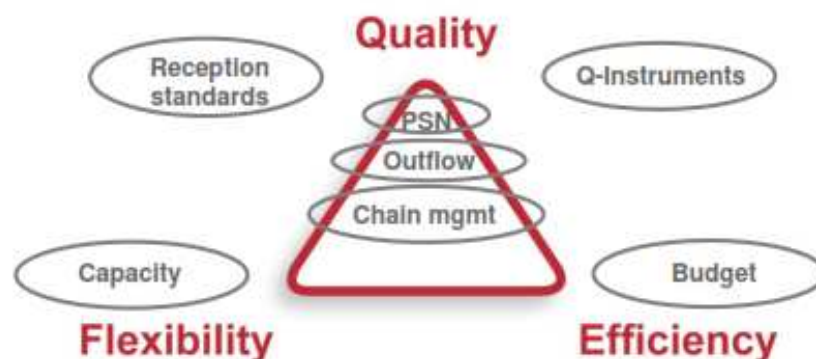 Quality
Reception
standards
Q-Instruments
PSN
Outflow
Chain mgmt
Capacity
Budget
Flexibility
Efficiency